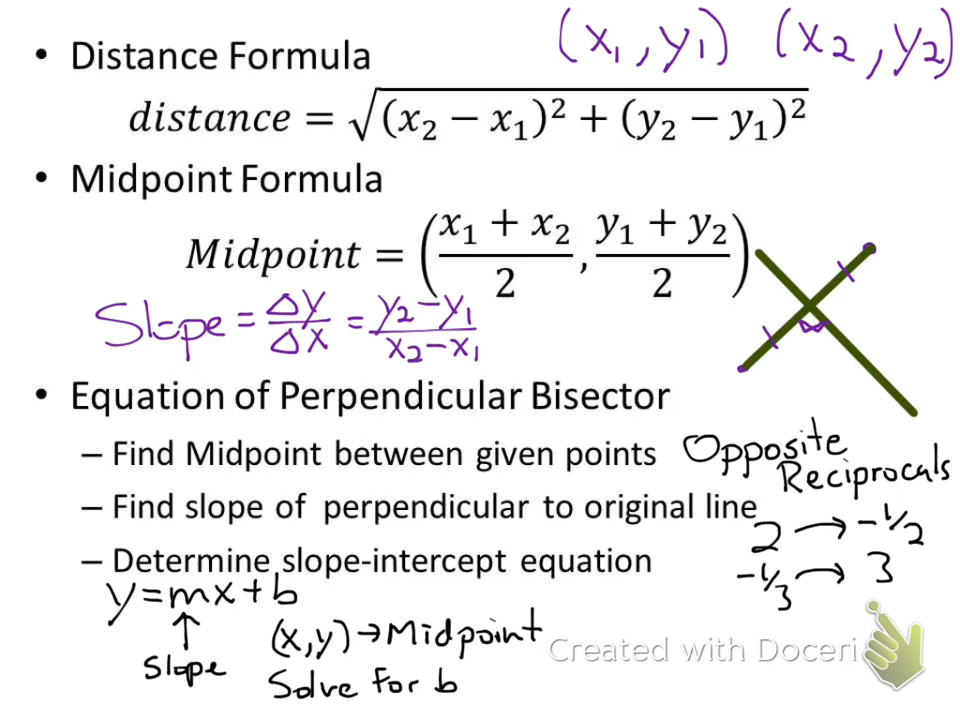 (x₁, y₁) (x₂, y₂)
• Distance Formula
distance = √(x₂ − x₁)² + (y₂ − y₁)²
• Midpoint Formula
Midpoint = (x₁ + x₂ / 2, y₁ + y₂ / 2)
Slope = Δy/Δx = y₂ − y₁ / x₂ − x₁
• Equation of Perpendicular Bisector
– Find Midpoint between given points
Opposite
Reciprocals
– Find slope of perpendicular to original line
2 → −1/2
– Determine slope-intercept equation
−1/3 → 3
y = mx + b
↑
Slope
(x, y) → Midpoint
Solve for b
Created with Doceri